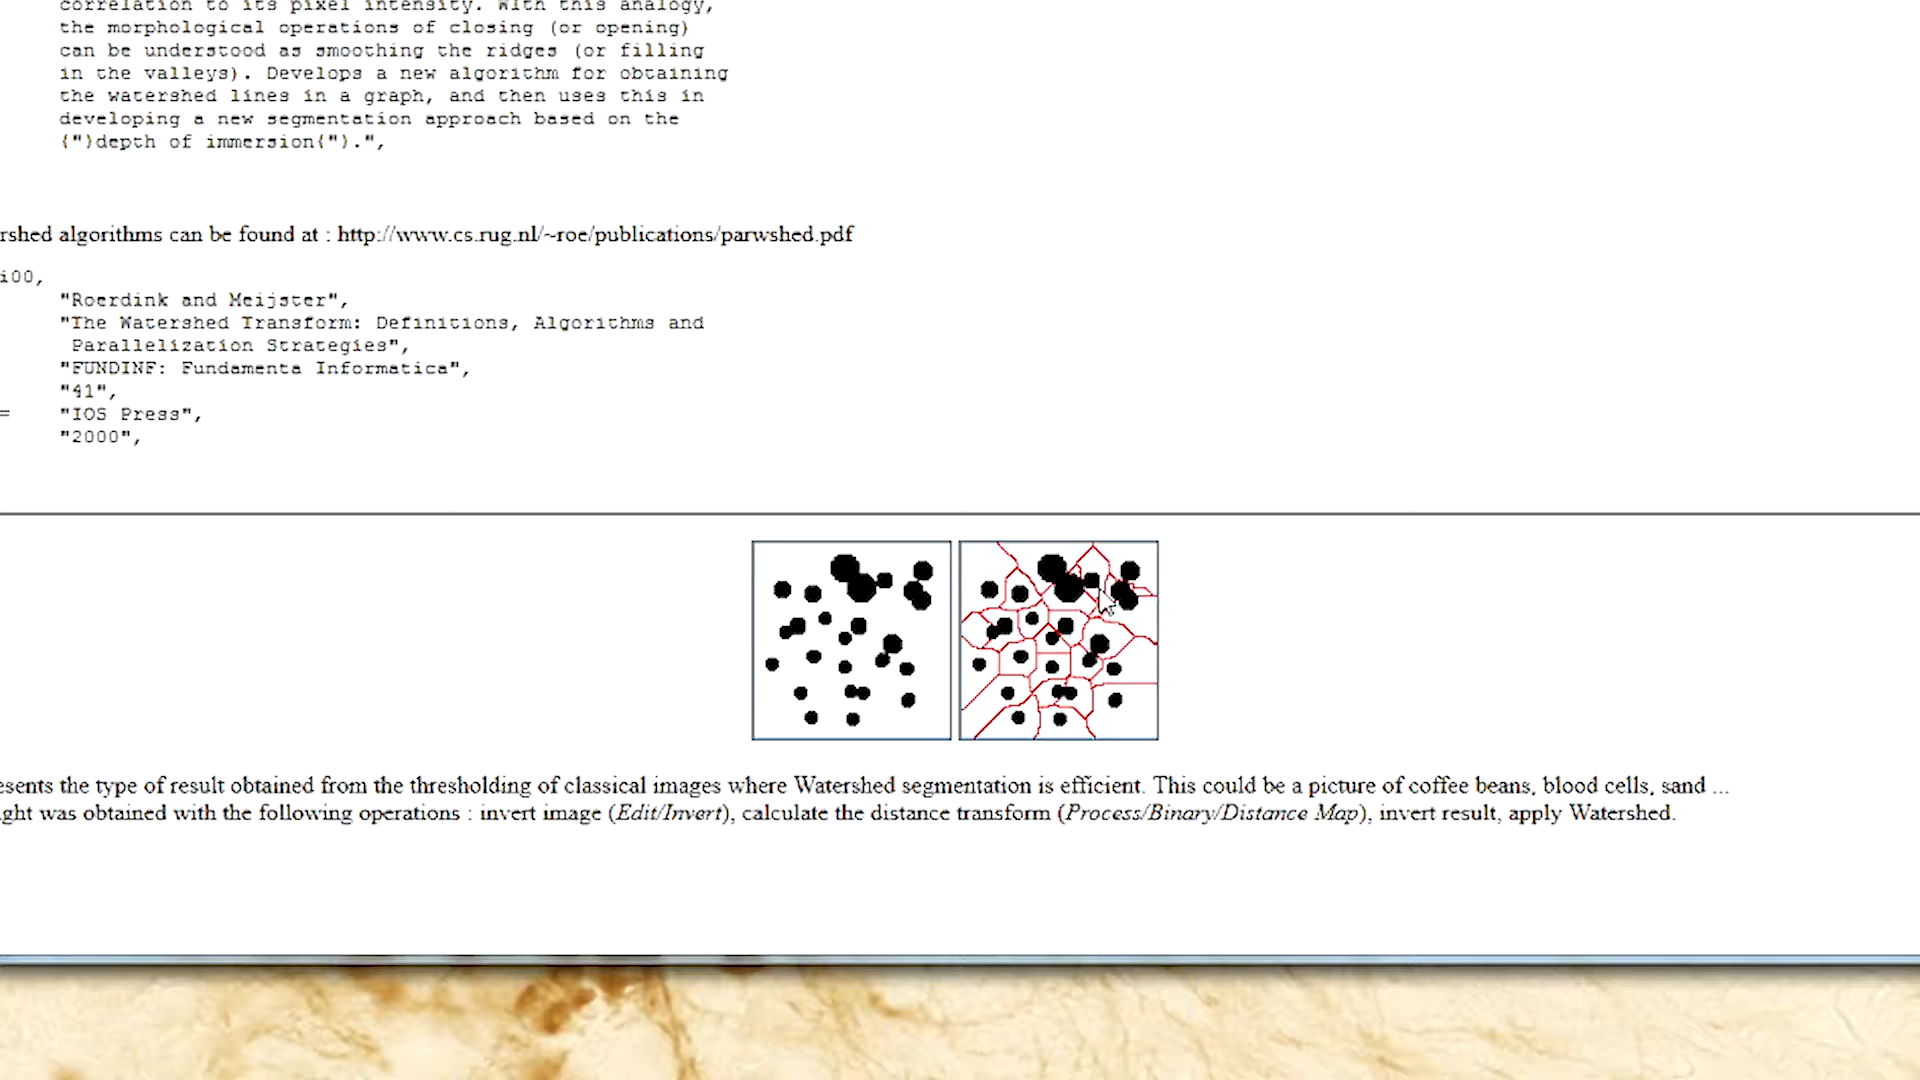 correlation to its pixel intensity. With this analogy,
the morphological operations of closing (or opening)
can be understood as smoothing the ridges (or filling
in the valleys). Develops a new algorithm for obtaining
the watershed lines in a graph, and then uses this in
developing a new segmentation approach based on the
{"}depth of immersion{"}.",
rshed algorithms can be found at : http://www.cs.rug.nl/~roe/publications/parwshed.pdf
i00,
"Roerdink and Meijster",
"The Watershed Transform: Definitions, Algorithms and
Parallelization Strategies",
"FUNDINF: Fundamenta Informatica",
"41",
= "IOS Press",
"2000",
esents the type of result obtained from the thresholding of classical images where Watershed segmentation is efficient. This could be a picture of coffee beans, blood cells, sand ...
ght was obtained with the following operations : invert image (Edit/Invert), calculate the distance transform (Process/Binary/Distance Map), invert result, apply Watershed.